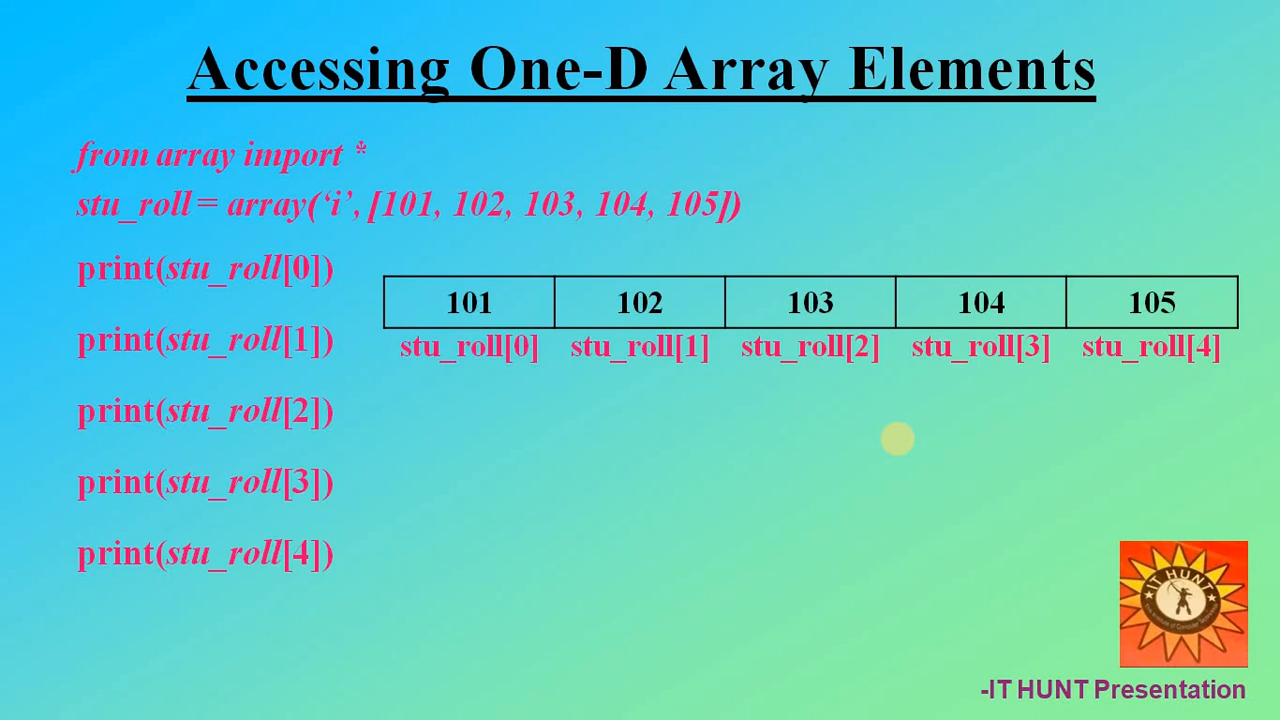 Accessing One-D Array Elements
from array import *
stu_roll = array(‘i’, [101, 102, 103, 104, 105])
print(stu_roll[0])
print(stu_roll[1])
print(stu_roll[2])
print(stu_roll[3])
print(stu_roll[4])
101 102 103 104 105
stu_roll[0] stu_roll[1] stu_roll[2] stu_roll[3] stu_roll[4]
IT HUNT
-IT HUNT Presentation